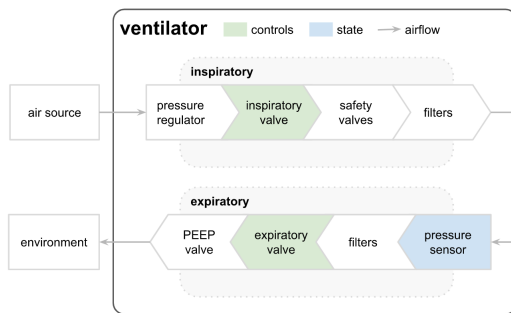 ventilator
controls
state
airflow
inspiratory
air source
pressure
regulator
inspiratory
valve
safety
valves
filters
expiratory
environment
PEEP
valve
expiratory
valve
filters
pressure
sensor